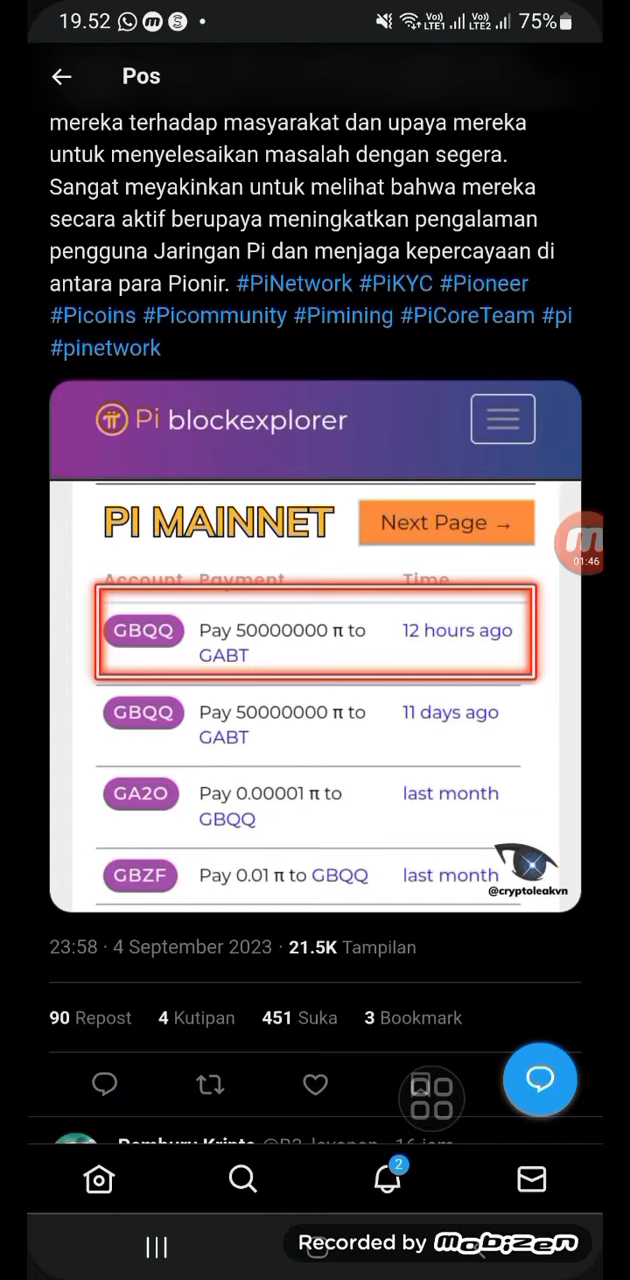 19.52 75%
Pos
mereka terhadap masyarakat dan upaya mereka
untuk menyelesaikan masalah dengan segera.
Sangat meyakinkan untuk melihat bahwa mereka
secara aktif berupaya meningkatkan pengalaman
pengguna Jaringan Pi dan menjaga kepercayaan di
antara para Pionir. #PiNetwork #PiKYC #Pioneer
#Picoins #Picommunity #Pimining #PiCoreTeam #pi
#pinetwork
Pi blockexplorer
PI MAINNET Next Page →
Account Payment Time
01:46
GBQQ Pay 50000000 π to 12 hours ago
GABT
GBQQ Pay 50000000 π to 11 days ago
GABT
GA2O Pay 0.00001 π to last month
GBQQ
GBZF Pay 0.01 π to GBQQ last month
@cryptoleakvn
23:58 · 4 September 2023 · 21.5K Tampilan
90 Repost 4 Kutipan 451 Suka 3 Bookmark
2
Recorded by mobizen